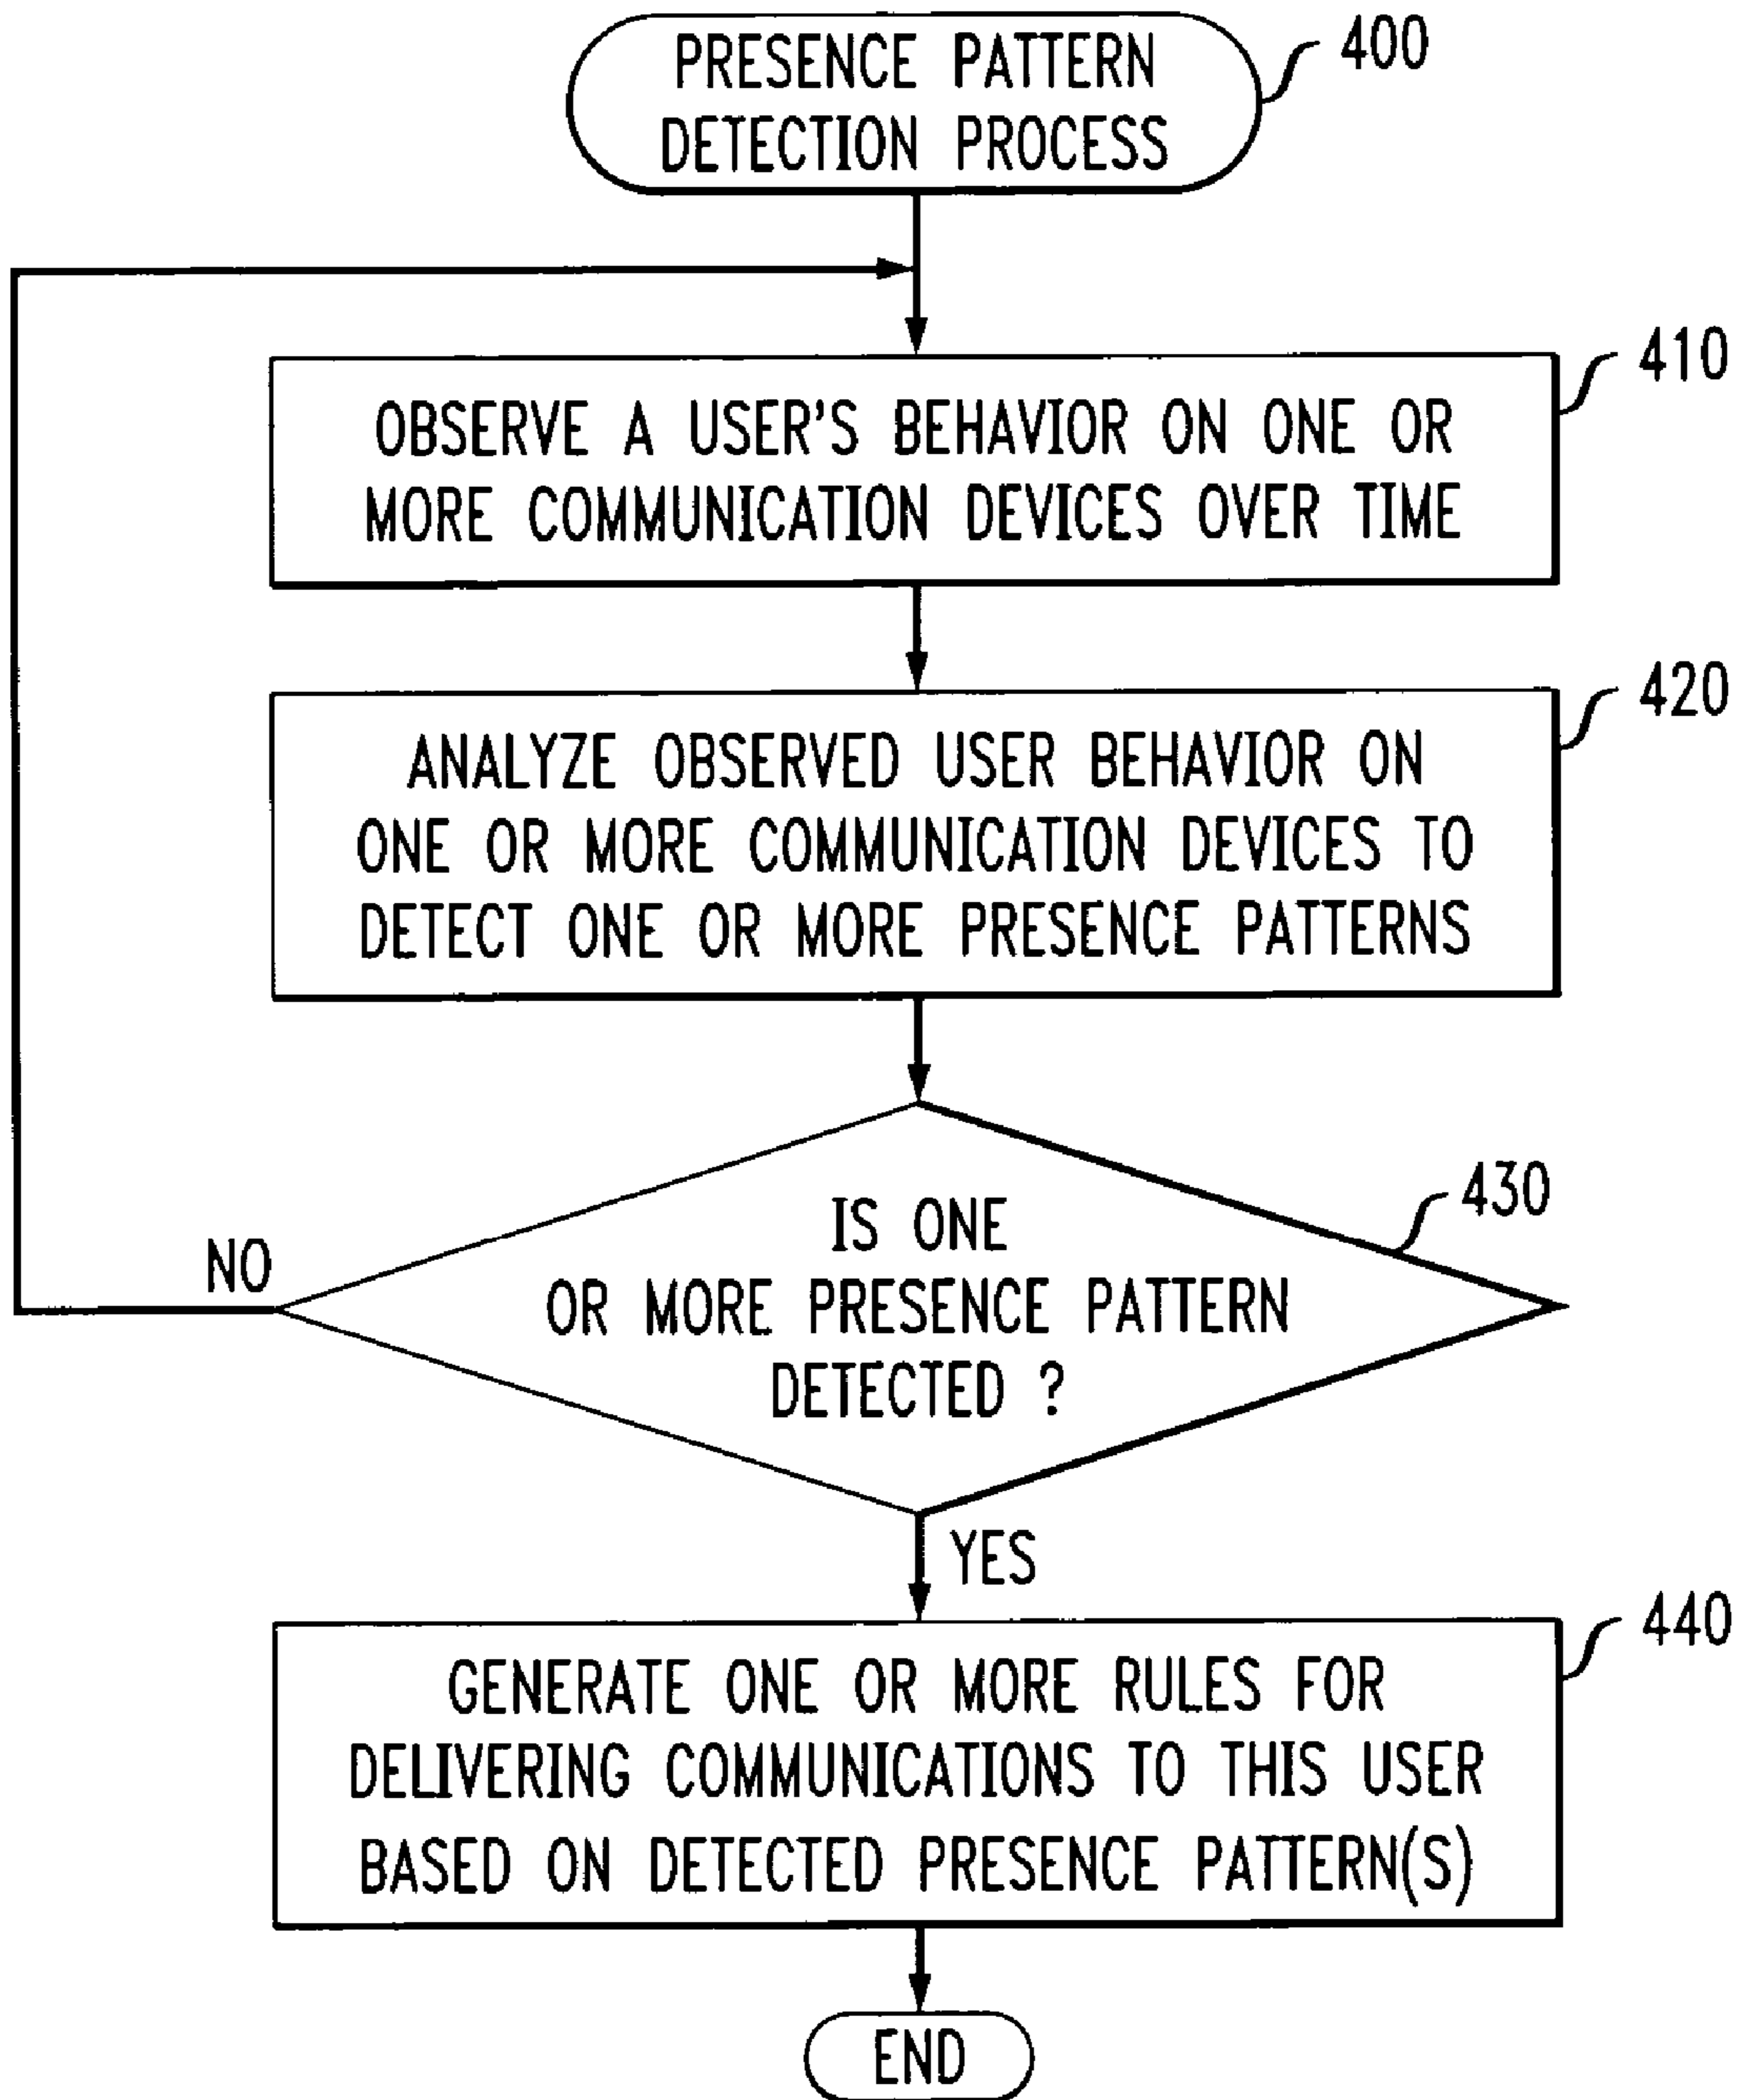 PRESENCE PATTERN
DETECTION PROCESS
400
410
OBSERVE A USER'S BEHAVIOR ON ONE OR
MORE COMMUNICATION DEVICES OVER TIME
420
ANALYZE OBSERVED USER BEHAVIOR ON
ONE OR MORE COMMUNICATION DEVICES TO
DETECT ONE OR MORE PRESENCE PATTERNS
430
IS ONE
OR MORE PRESENCE PATTERN
DETECTED ?
NO
YES
440
GENERATE ONE OR MORE RULES FOR
DELIVERING COMMUNICATIONS TO THIS USER
BASED ON DETECTED PRESENCE PATTERN(S)
END